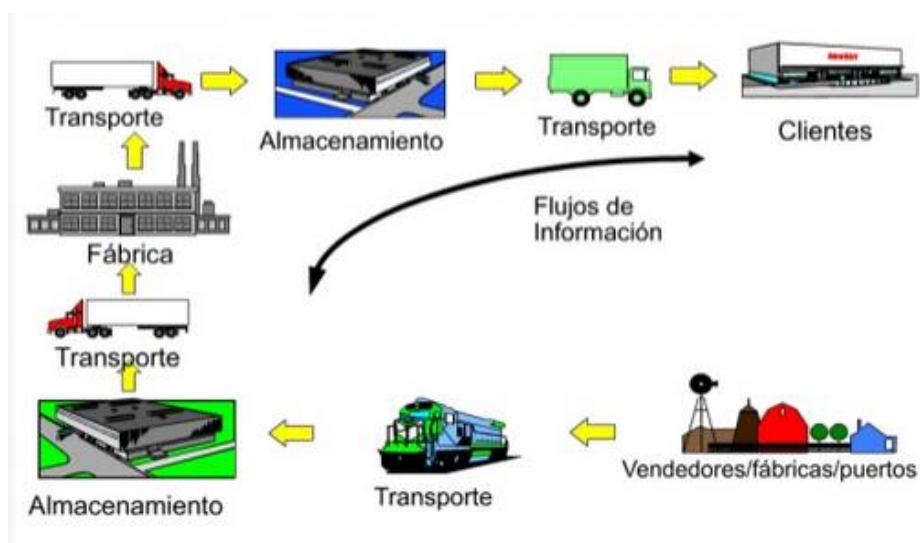 Transporte
Almacenamiento
Transporte
Clientes
Flujos de
Información
Fábrica
Transporte
Almacenamiento
Transporte
Vendedores/fábricas/puertos